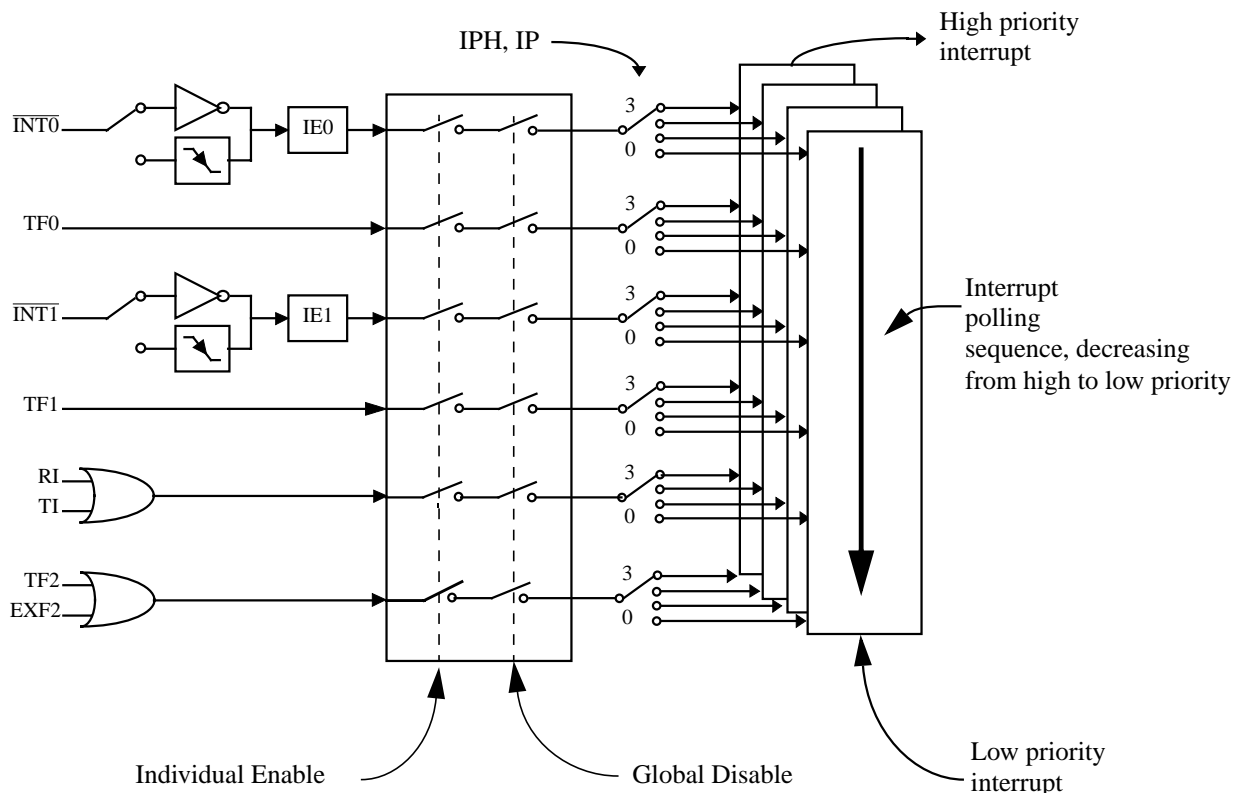 IPH, IP
High priority
interrupt
INT0
IE0
3
0
TF0
3
0
INT1
IE1
3
0
Interrupt
polling
sequence, decreasing
from high to low priority
TF1
3
0
RI
TI
3
0
TF2
EXF2
3
0
Individual Enable
Global Disable
Low priority
interrupt